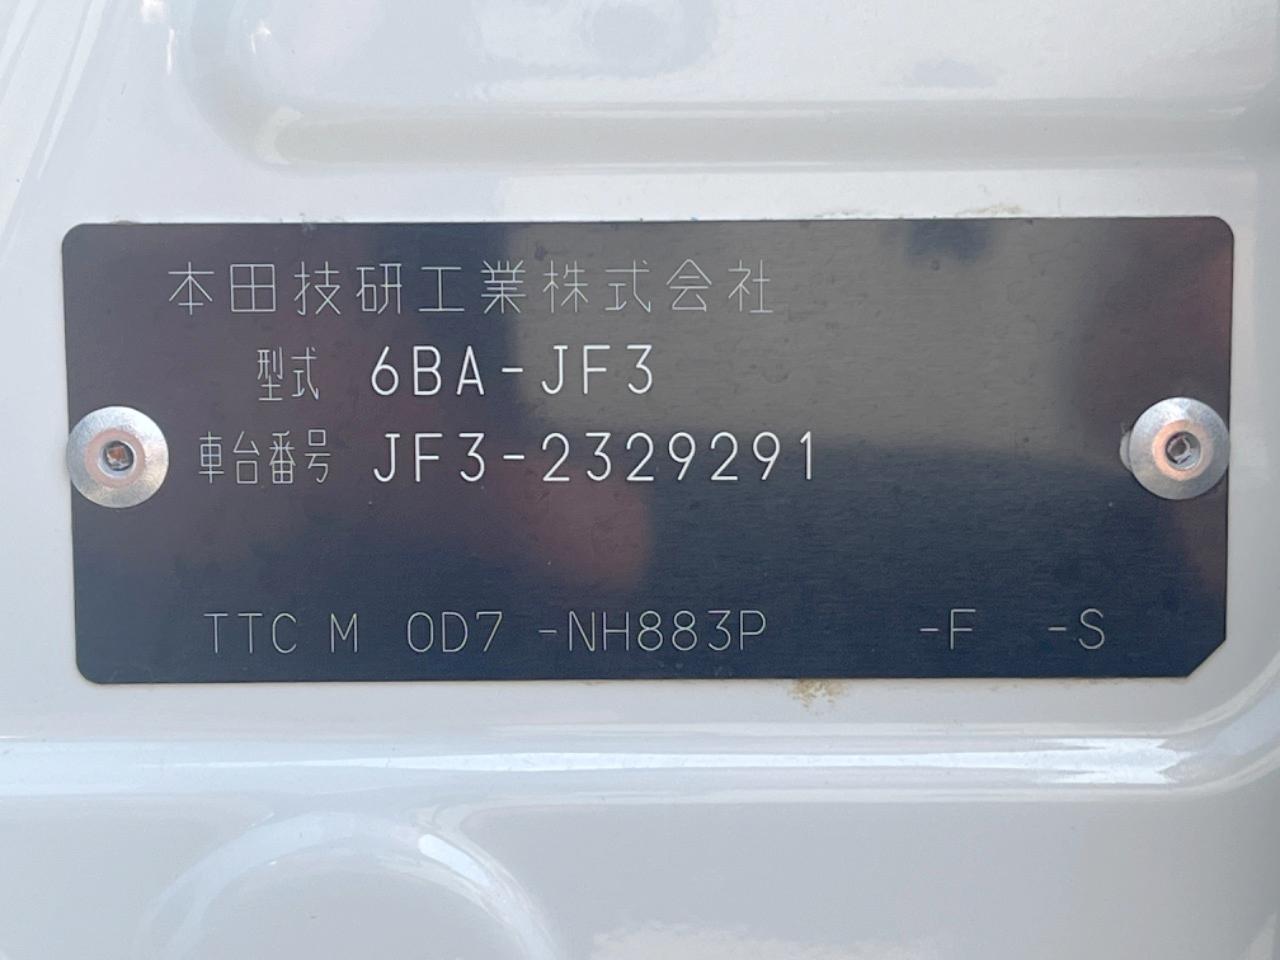 本田技研工業株式会社
型式 6BA-JF3
車台番号 JF3-2329291
TTC M 0D7 -NH883P -F -S